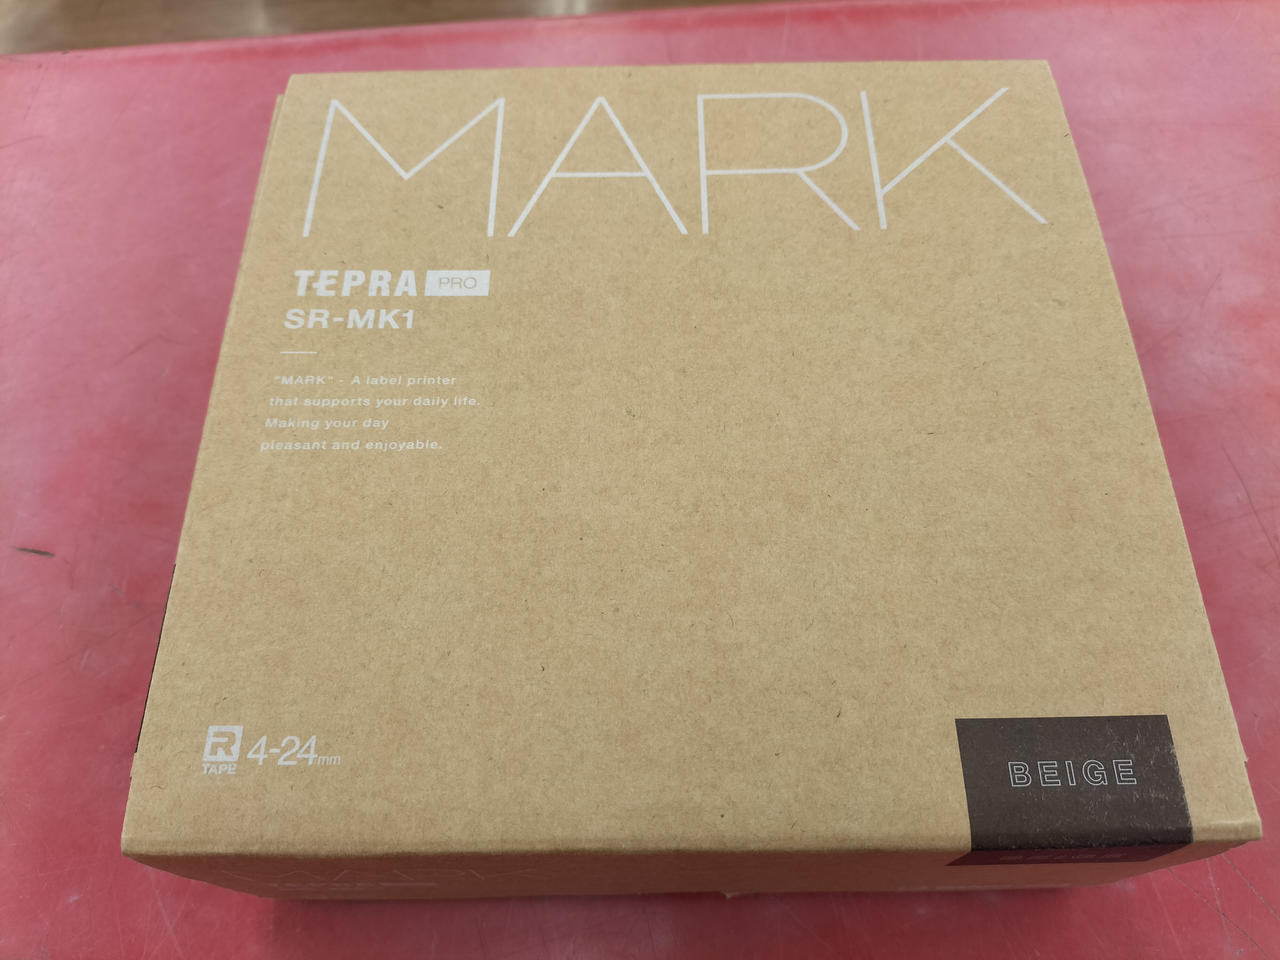 MARK
TEPRA PRO
SR-MK1
"MARK" - A label printer
that supports your daily life.
Making your day
pleasant and enjoyable.
R
TAPE
4-24mm
BEIGE
TEPRA